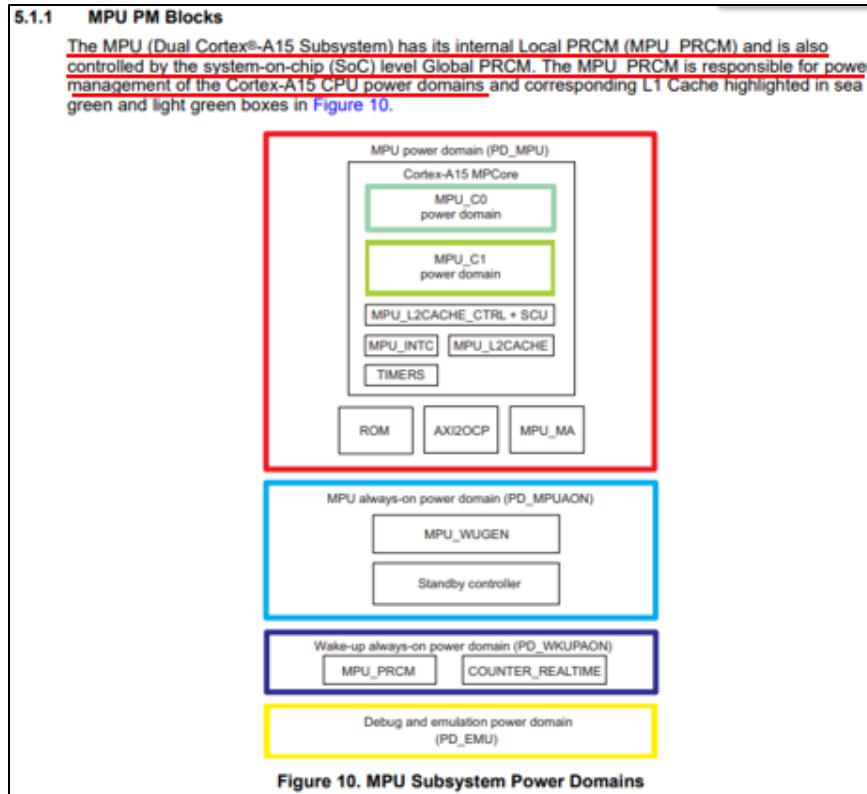 5.1.1 MPU PM Blocks
The MPU (Dual Cortex®-A15 Subsystem) has its internal Local PRCM (MPU_PRCM) and is also
controlled by the system-on-chip (SoC) level Global PRCM. The MPU_PRCM is responsible for powe
management of the Cortex-A15 CPU power domains and corresponding L1 Cache highlighted in sea
green and light green boxes in Figure 10.
MPU power domain (PD_MPU)
Cortex-A15 MPCore
MPU_C0
power domain
MPU_C1
power domain
MPU_L2CACHE_CTRL + SCU
MPU_INTC MPU_L2CACHE
TIMERS
ROM AXI2OCP MPU_MA
MPU always-on power domain (PD_MPUAON)
MPU_WUGEN
Standby controller
Wake-up always-on power domain (PD_WKUPAON)
MPU_PRCM COUNTER_REALTIME
Debug and emulation power domain
(PD_EMU)
Figure 10. MPU Subsystem Power Domains